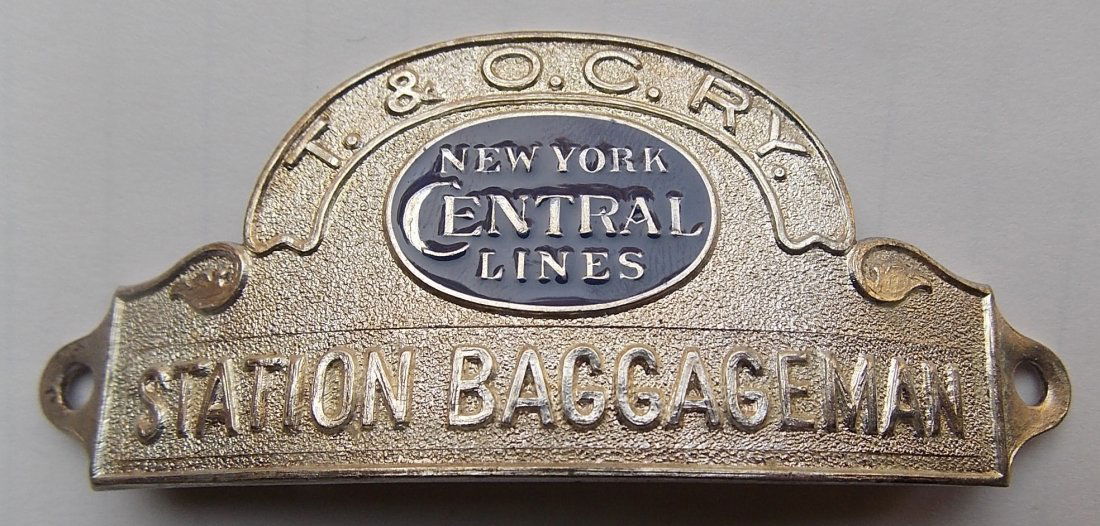 T. & O. C. RY.
NEW YORK
CENTRAL
LINES
STATION BAGGAGEMAN